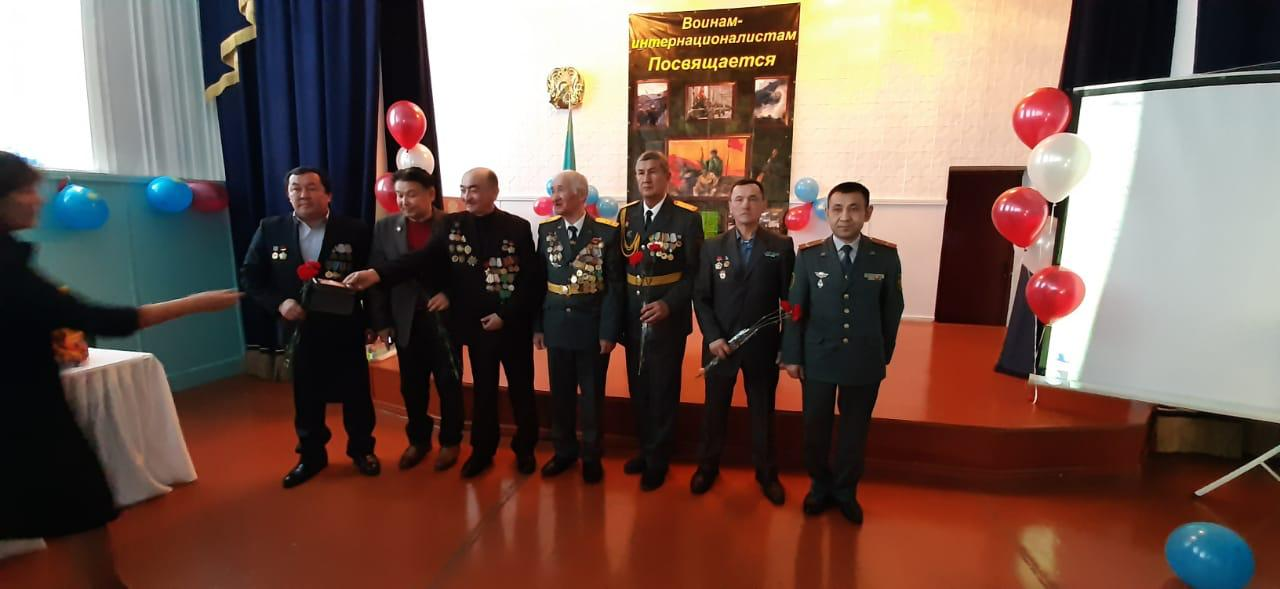 Воинам-
интернационалистам
Посвящается